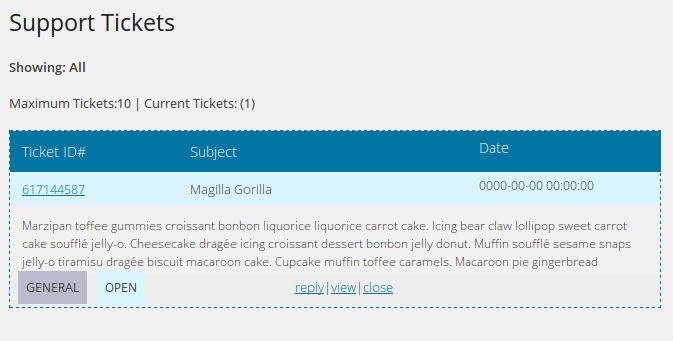 Support Tickets
Showing: All
Maximum Tickets:10 | Current Tickets: (1)
Ticket ID# Subject Date
617144587 Magilla Gorilla 0000-00-00 00:00:00
Marzipan toffee gummies croissant bonbon liquorice liquorice carrot cake. Icing bear claw lollipop sweet carrot
cake soufflé jelly-o. Cheesecake dragée icing croissant dessert bonbon jelly donut. Muffin soufflé sesame snaps
jelly-o tiramisu dragée biscuit macaroon cake. Cupcake muffin toffee caramels. Macaroon pie gingerbread
GENERAL OPEN reply|view|close